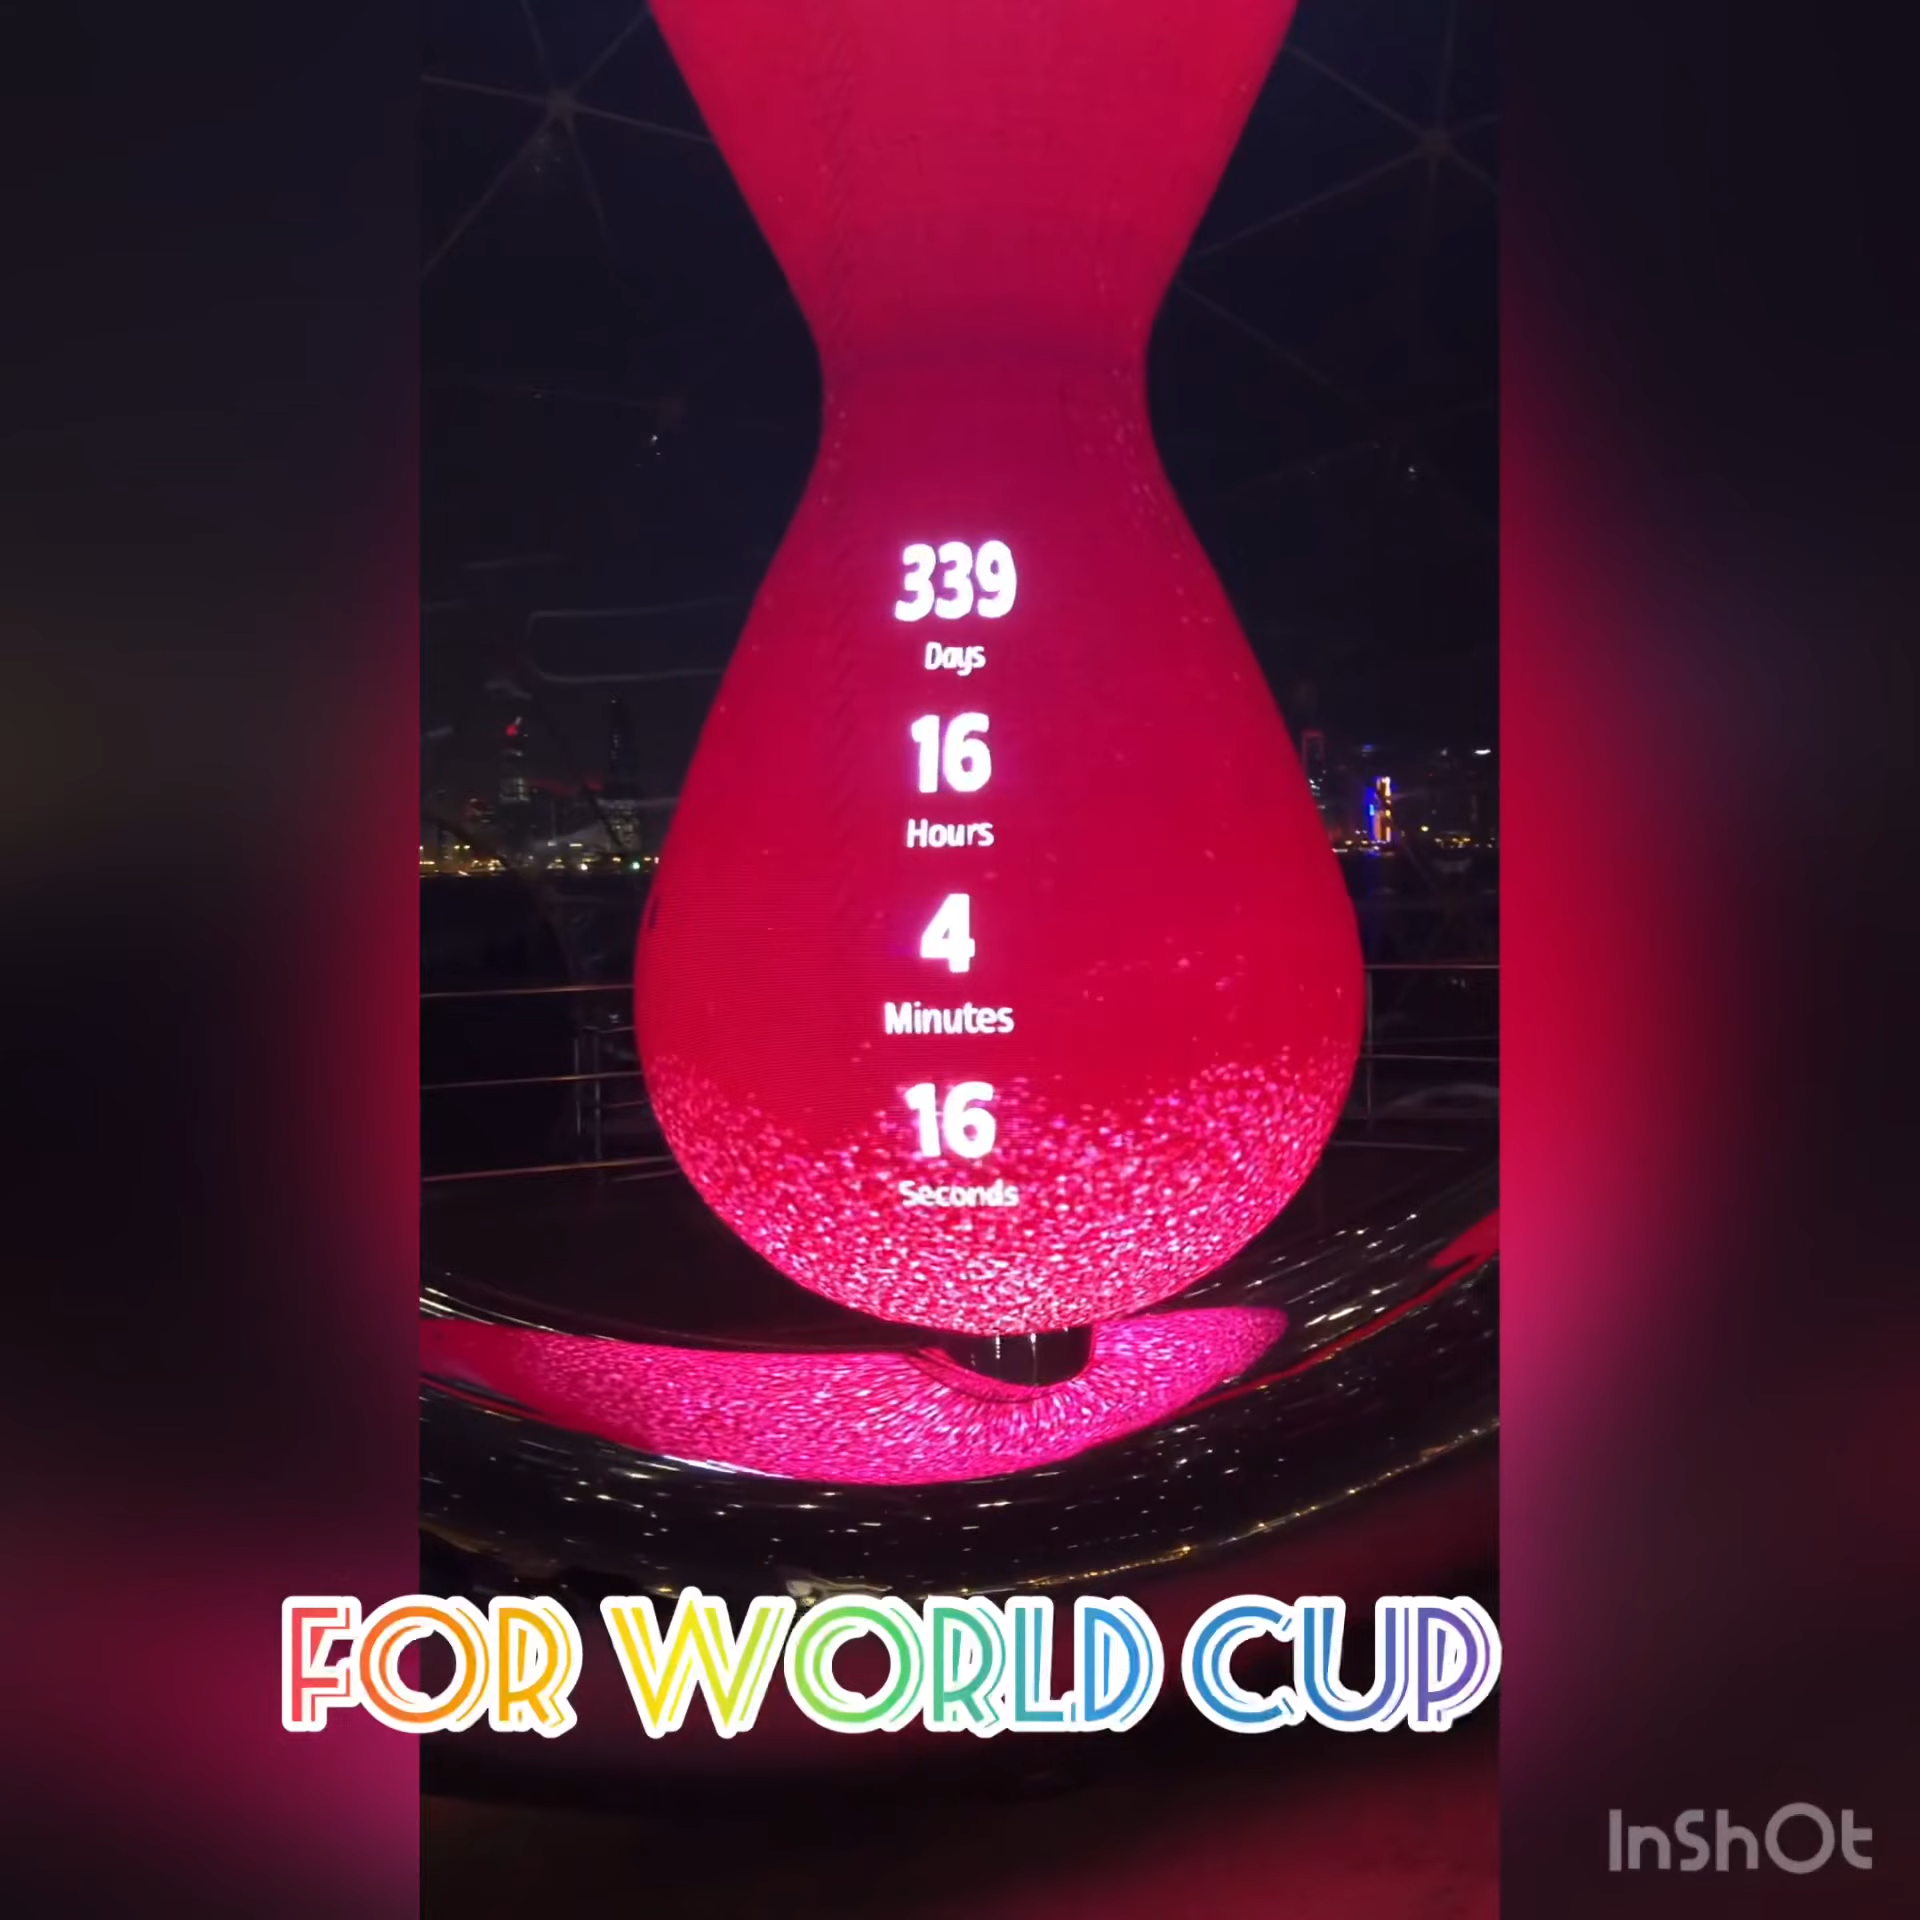 339
Days
16
Hours
4
Minutes
16
Seconds
FOR WORLD CUP
InShOt